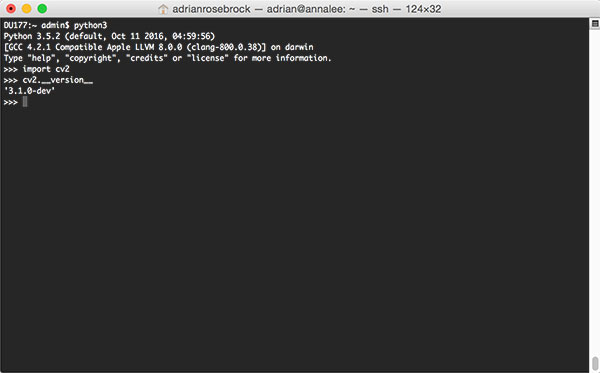 adrianrosebrock — adrian@annalee: ~ — ssh — 124×32
DU177:~ admin$ python3
Python 3.5.2 (default, Oct 11 2016, 04:59:56)
[GCC 4.2.1 Compatible Apple LLVM 8.0.0 (clang-800.0.38)] on darwin
Type "help", "copyright", "credits" or "license" for more information.
>>> import cv2
>>> cv2.__version__
'3.1.0-dev'
>>>